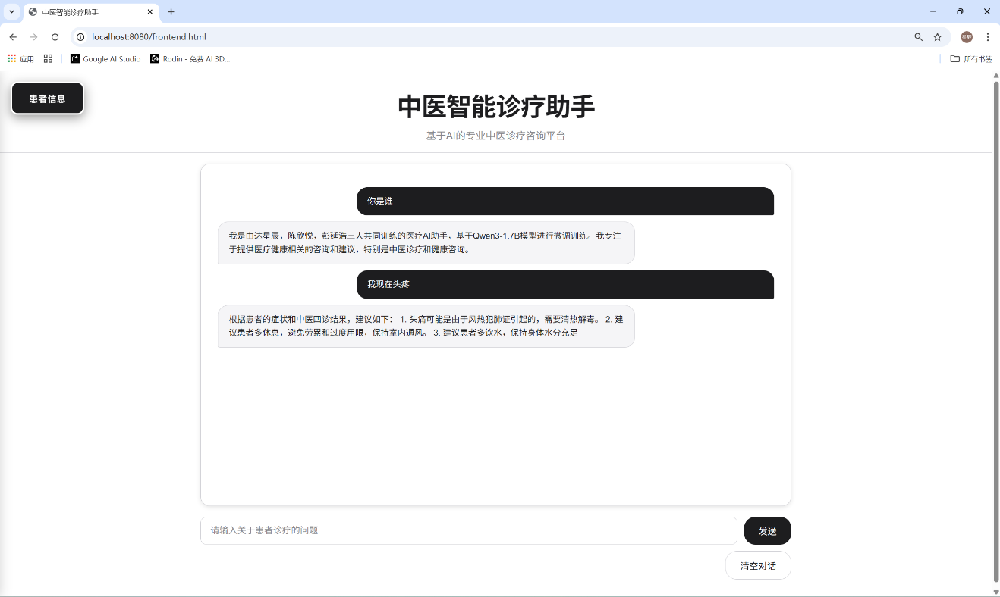 中医智能诊疗助手
localhost:8080/frontend.html
应用
Google AI Studio
Rodin - 免费 AI 3D...
所有书签
患者信息
中医智能诊疗助手
基于AI的专业中医诊疗咨询平台
你是谁
我是由达星辰，陈欣悦，彭延浩三人共同训练的医疗AI助手，基于Qwen3-1.7B模型进行微调训练。我专注
于提供医疗健康相关的咨询和建议，特别是中医诊疗和健康咨询。
我现在头疼
根据患者的症状和中医四诊结果，建议如下： 1. 头痛可能是由于风热犯肺证引起的，需要清热解毒。 2. 建
议患者多休息，避免劳累和过度用眼，保持室内通风。 3. 建议患者多饮水，保持身体水分充足
请输入关于患者诊疗的问题...
发送
清空对话